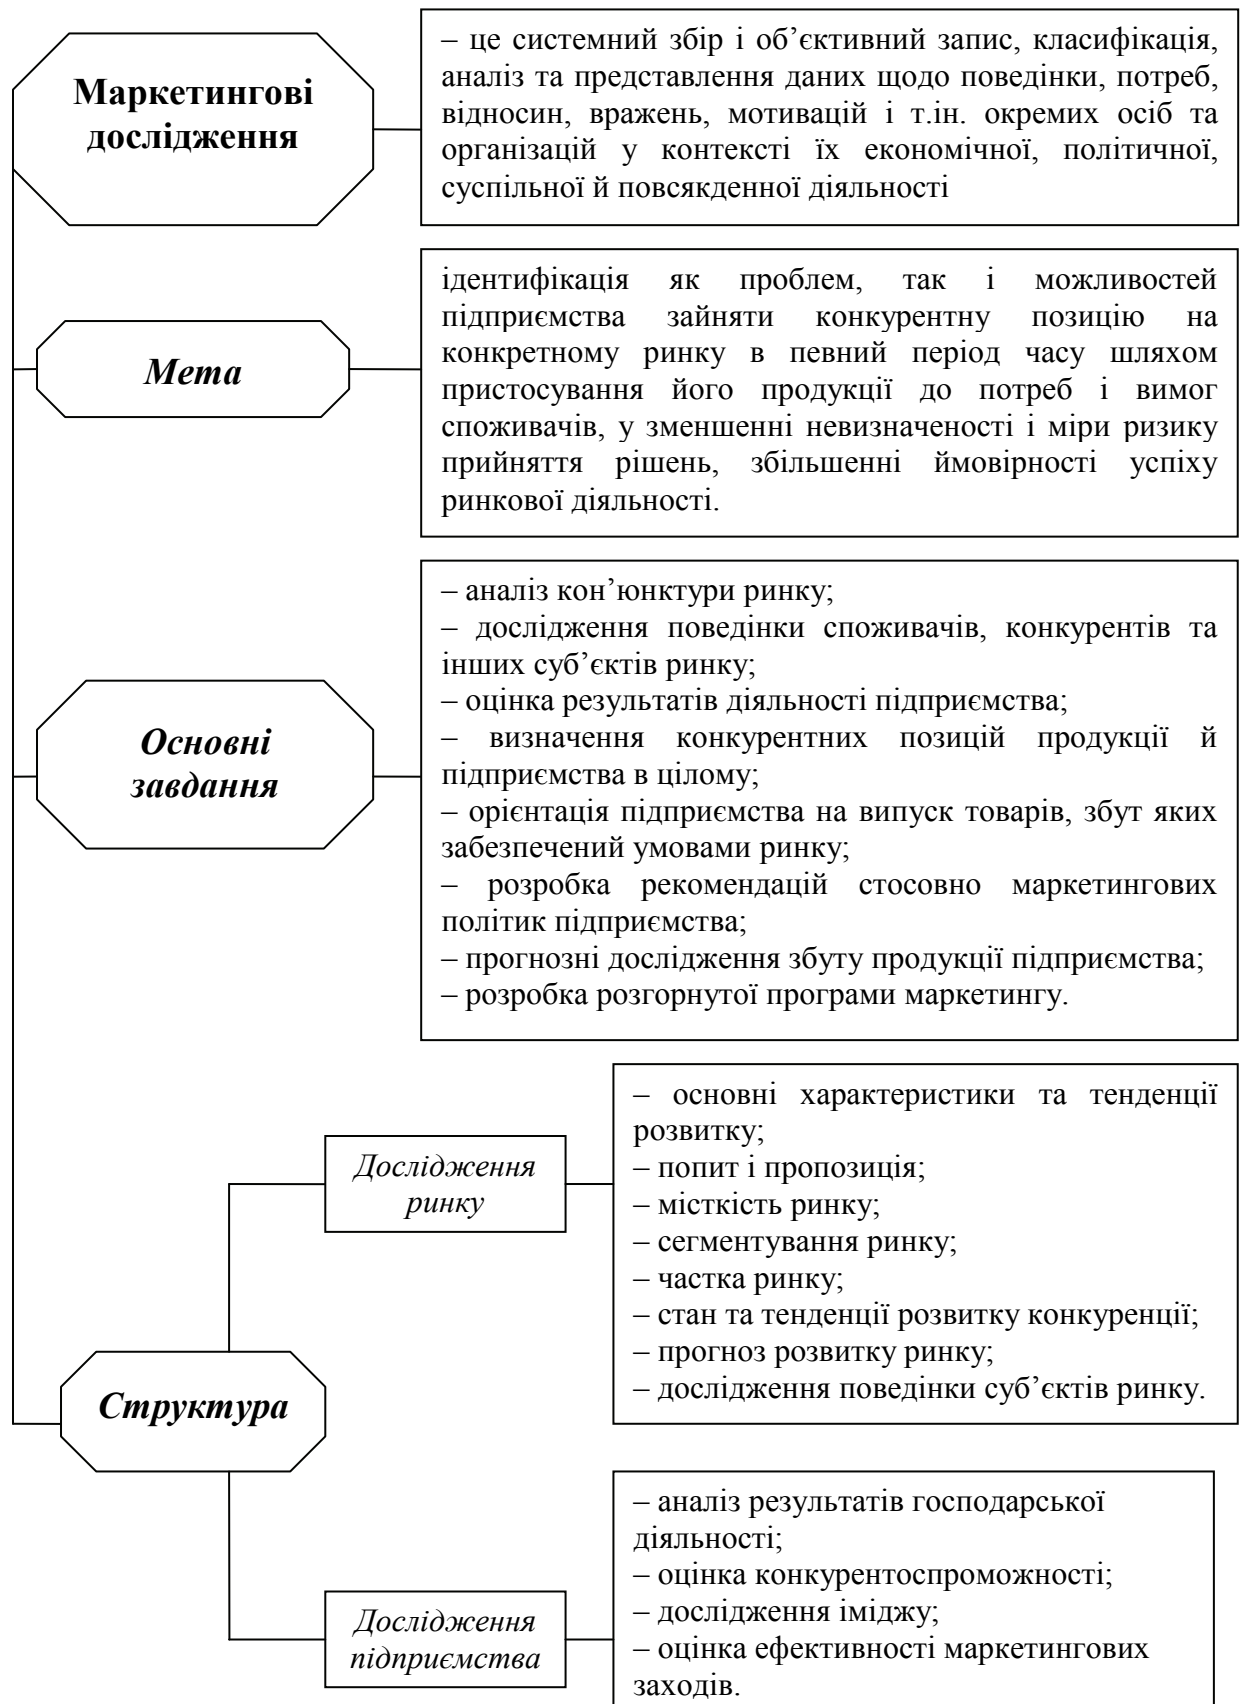 Маркетингові
дослідження
– це системний збір і об’єктивний запис, класифікація,
аналіз та представлення даних щодо поведінки, потреб,
відносин, вражень, мотивацій і т.ін. окремих осіб та
організацій у контексті їх економічної, політичної,
суспільної й повсякденної діяльності
Мета
ідентифікація як проблем, так і можливостей
підприємства зайняти конкурентну позицію на
конкретному ринку в певний період часу шляхом
пристосування його продукції до потреб і вимог
споживачів, у зменшенні невизначеності і міри ризику
прийняття рішень, збільшенні ймовірності успіху
ринкової діяльності.
Основні
завдання
– аналіз кон’юнктури ринку;
– дослідження поведінки споживачів, конкурентів та
інших суб’єктів ринку;
– оцінка результатів діяльності підприємства;
– визначення конкурентних позицій продукції й
підприємства в цілому;
– орієнтація підприємства на випуск товарів, збут яких
забезпечений умовами ринку;
– розробка рекомендацій стосовно маркетингових
політик підприємства;
– прогнозні дослідження збуту продукції підприємства;
– розробка розгорнутої програми маркетингу.
Структура
Дослідження
ринку
– основні характеристики та тенденції
розвитку;
– попит і пропозиція;
– місткість ринку;
– сегментування ринку;
– частка ринку;
– стан та тенденції розвитку конкуренції;
– прогноз розвитку ринку;
– дослідження поведінки суб’єктів ринку.
Дослідження
підприємства
– аналіз результатів господарської
діяльності;
– оцінка конкурентоспроможності;
– дослідження іміджу;
– оцінка ефективності маркетингових
заходів.